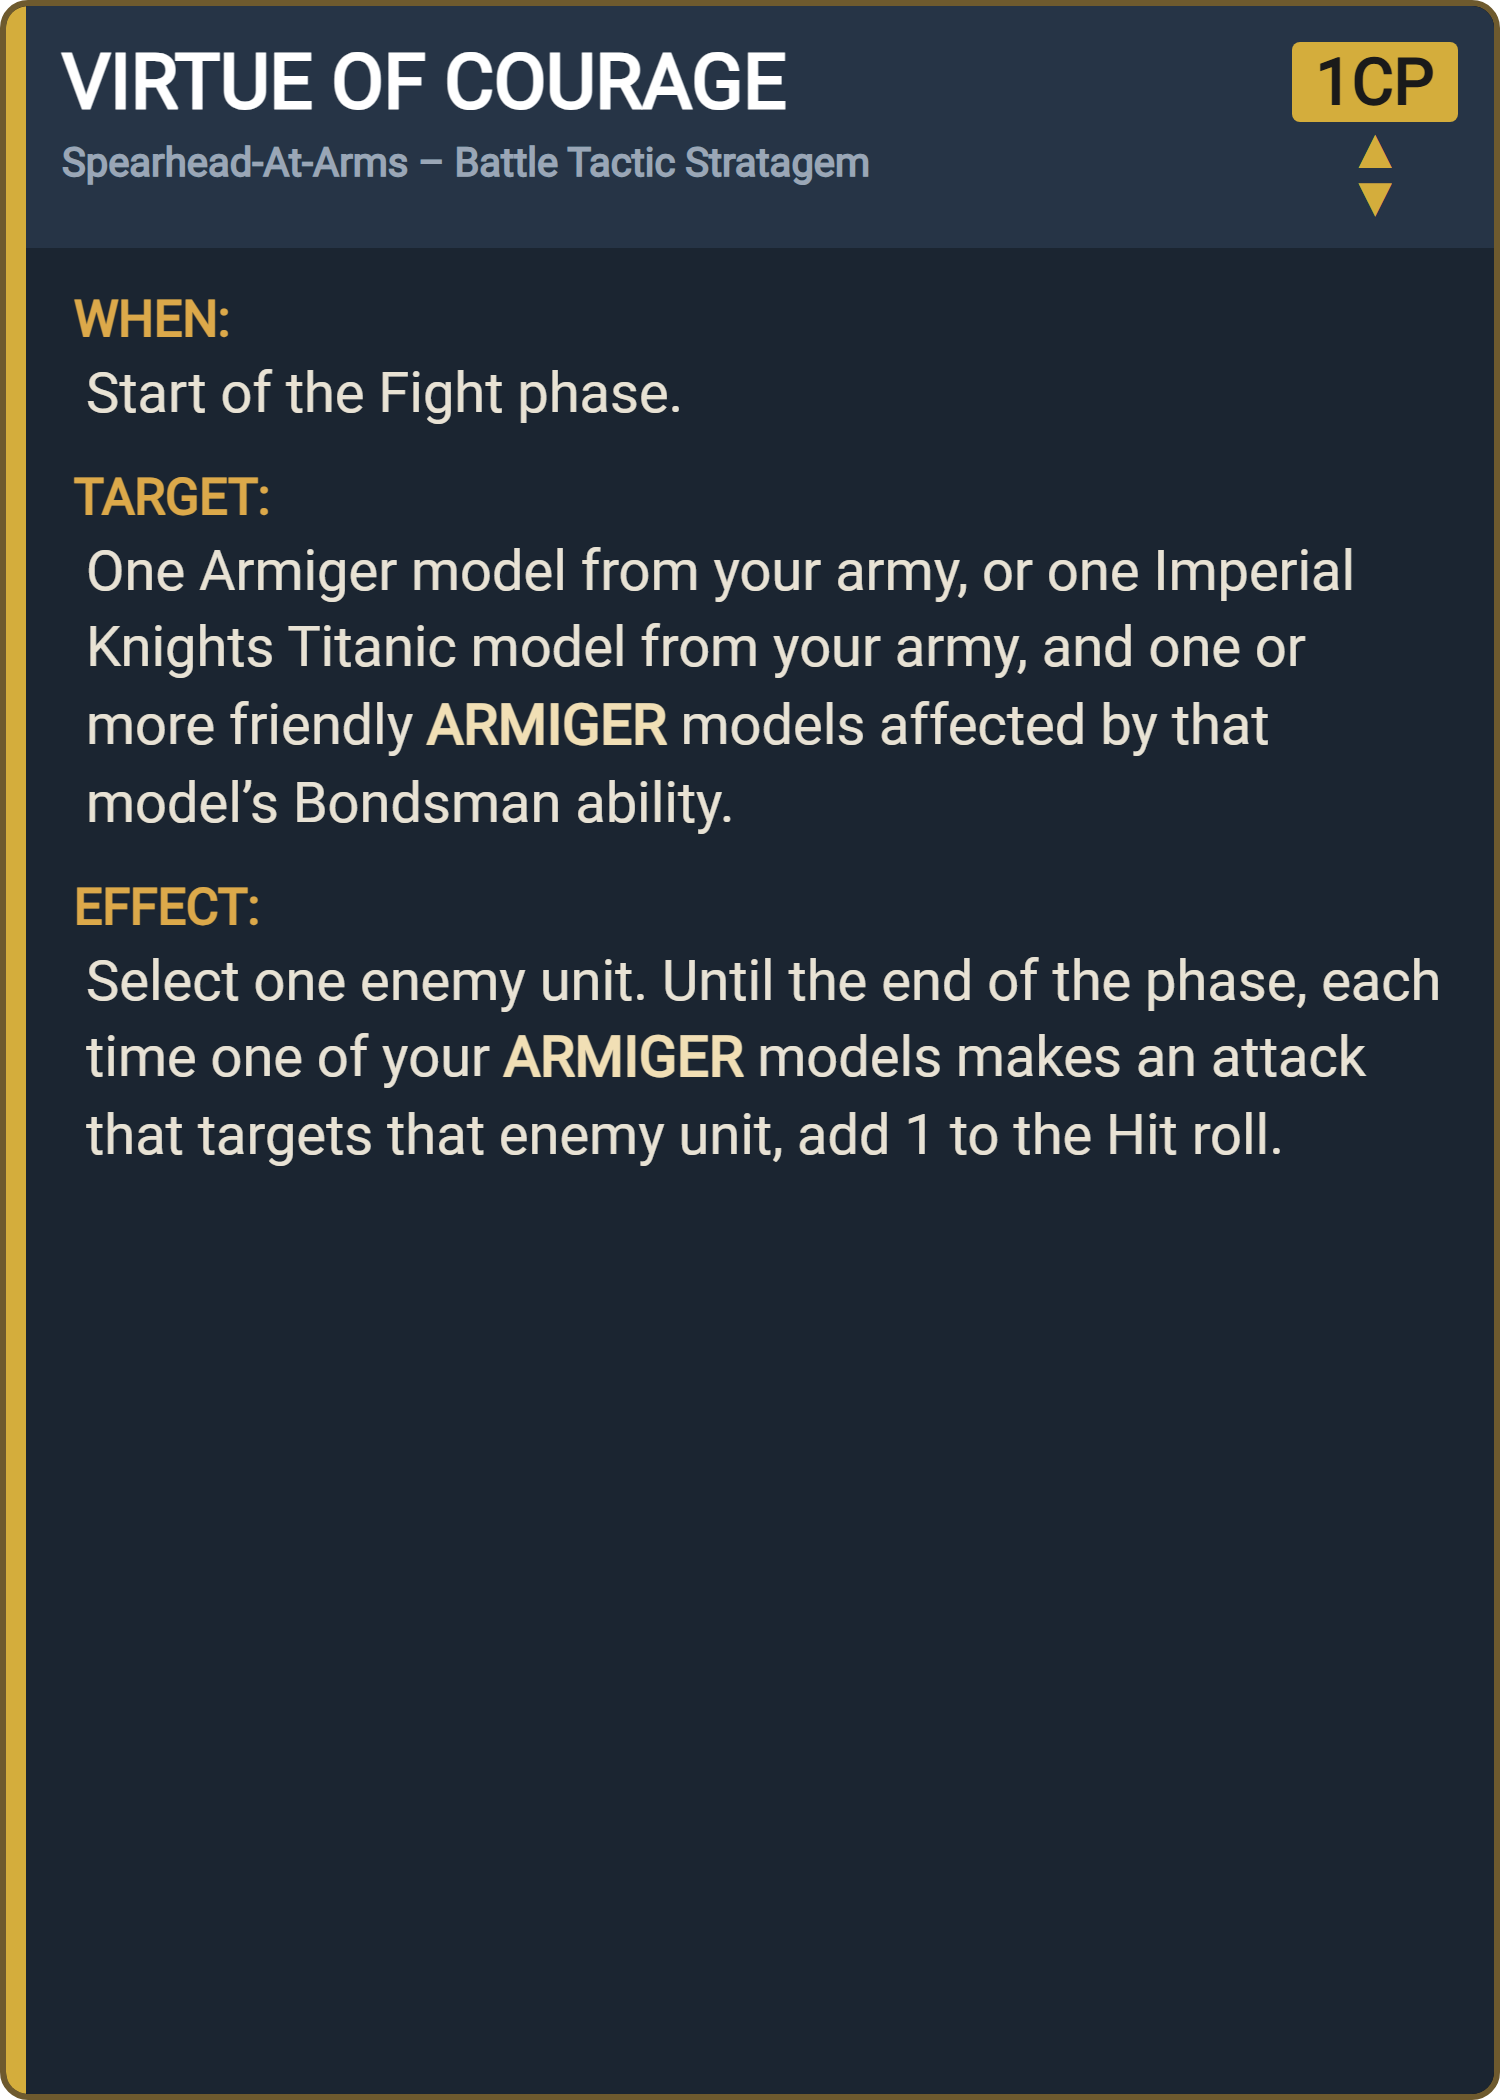 VIRTUE OF COURAGE
Spearhead-At-Arms – Battle Tactic Stratagem
1CP
▲
▼
WHEN:
Start of the Fight phase.
TARGET:
One Armiger model from your army, or one Imperial
Knights Titanic model from your army, and one or
more friendly ARMIGER models affected by that
model’s Bondsman ability.
EFFECT:
Select one enemy unit. Until the end of the phase, each
time one of your ARMIGER models makes an attack
that targets that enemy unit, add 1 to the Hit roll.